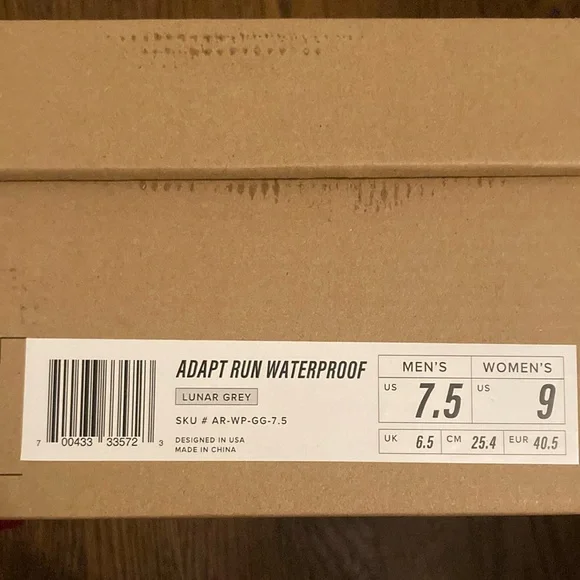 ADAPT RUN WATERPROOF
LUNAR GREY
SKU # AR-WP-GG-7.5
DESIGNED IN USA
MADE IN CHINA
7 00433 33572 3
MEN'S WOMEN'S
US 7.5 US 9
UK 6.5 CM 25.4 EUR 40.5